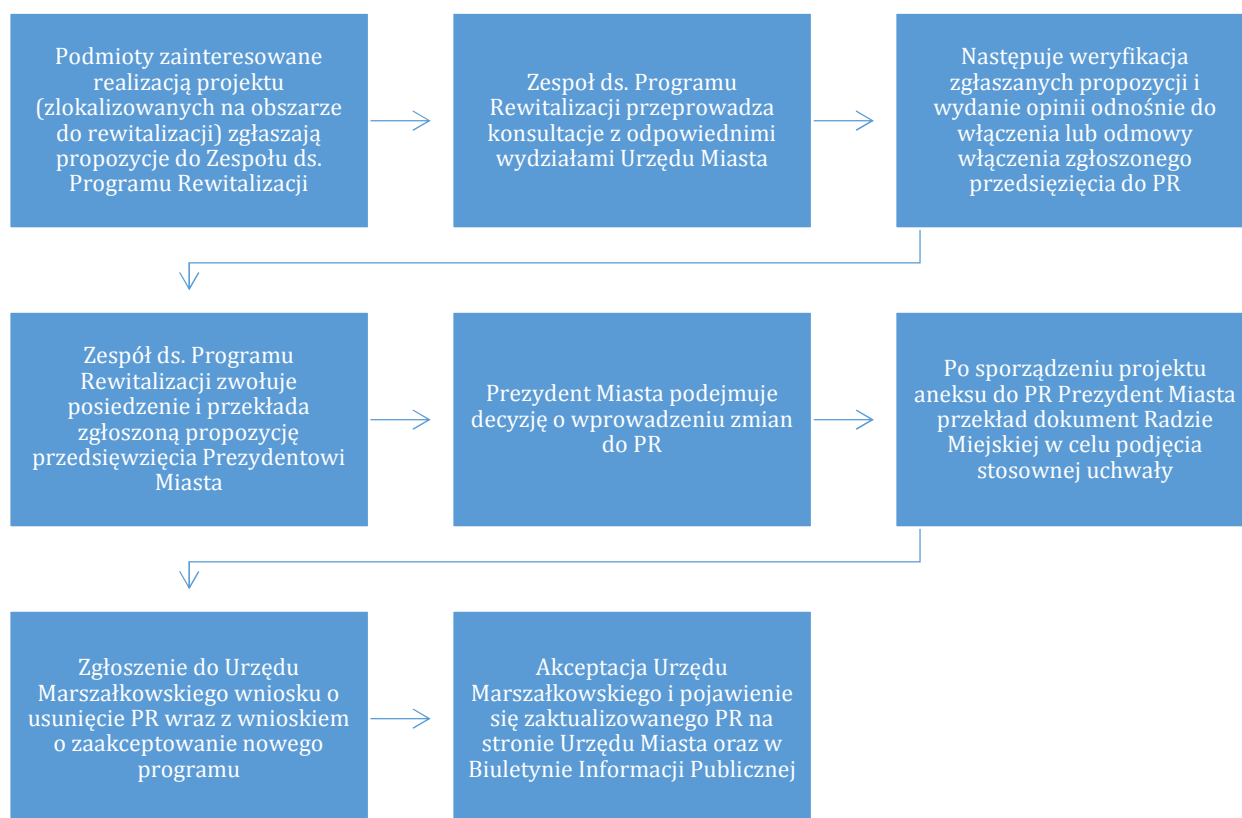 Podmioty zainteresowane
realizacją projektu
(zlokalizowanych na obszarze
do rewitalizacji) zgłaszają
propozycje do Zespołu ds.
Programu Rewitalizacji
Zespoł ds. Programu
Rewitalizacji przeprowadza
konsultacje z odpowiednimi
wydziałami Urzędu Miasta
Następuje weryfikacja
zgłaszanych propozycji i
wydanie opinii odnośnie do
włączenia lub odmowy
włączenia zgłoszonego
przedsięzięcia do PR
Zespół ds. Programu
Rewitalizacji zwołuje
posiedzenie i przekłada
zgłoszoną propozycję
przedsięwzięcia Prezydentowi
Miasta
Prezydent Miasta podejmuje
decyzję o wprowadzeniu zmian
do PR
Po sporządzeniu projektu
aneksu do PR Prezydent Miasta
przekład dokument Radzie
Miejskiej w celu podjęcia
stosownej uchwały
Zgłoszenie do Urzędu
Marszałkowskiego wniosku o
usunięcie PR wraz z wnioskiem
o zaakceptowanie nowego
programu
Akceptacja Urzędu
Marszałkowskiego i pojawienie
się zaktualizowanego PR na
stronie Urzędu Miasta oraz w
Biuletynie Informacji Publicznej